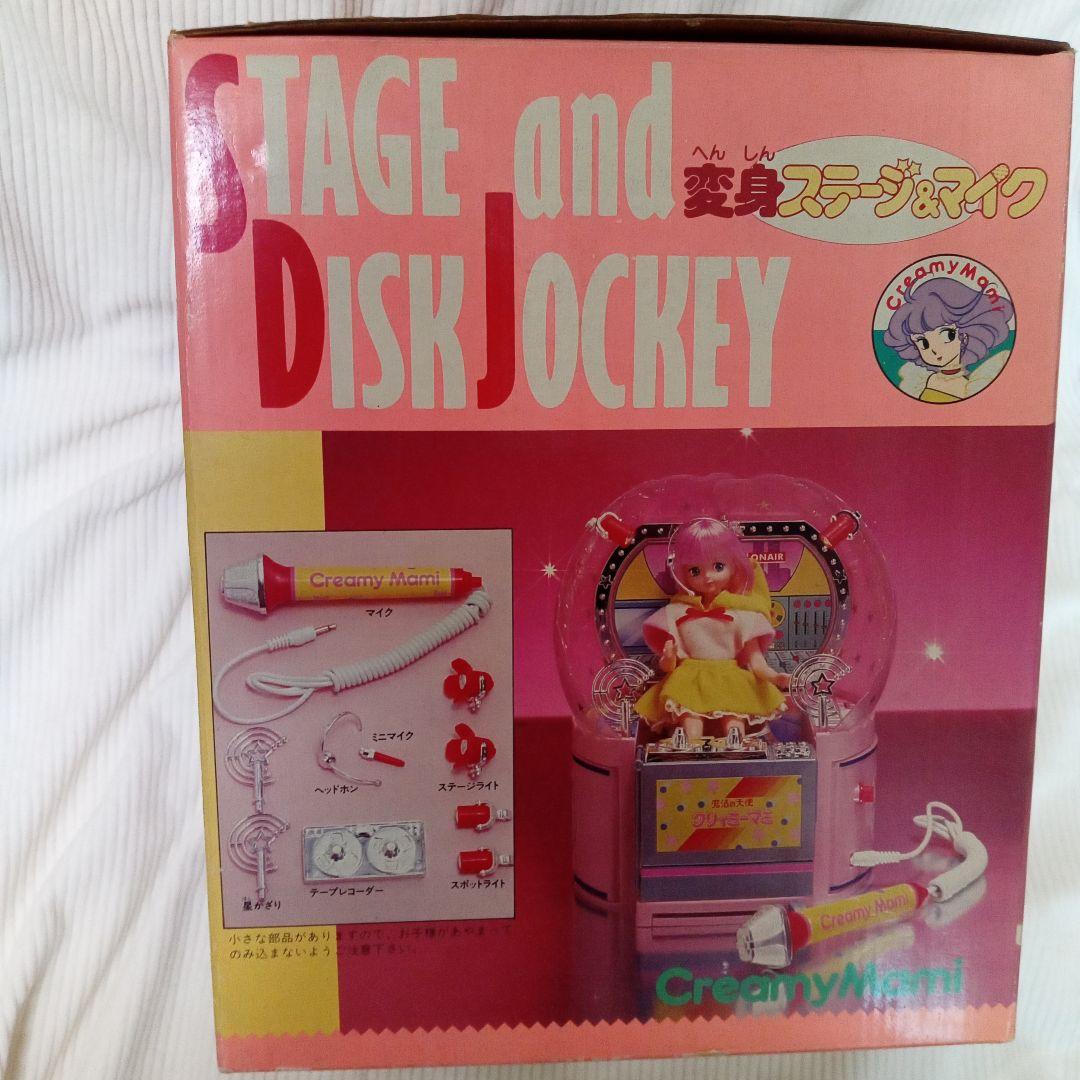 STAGE and
DISK JOCKEY
へん しん
変身ステージ&マイク
Creamy Mami
ONAIR
Creamy Mami
マイク
ミニマイク
ヘッドホン
ステージライト
テープレコーダー
スポットライト
星かざり
小さな部品がありますので、お子様があやまって
のみ込まないようご注意下さい。
魔法の天使
クリィミーマミ
Creamy Mami
Creamy Mami